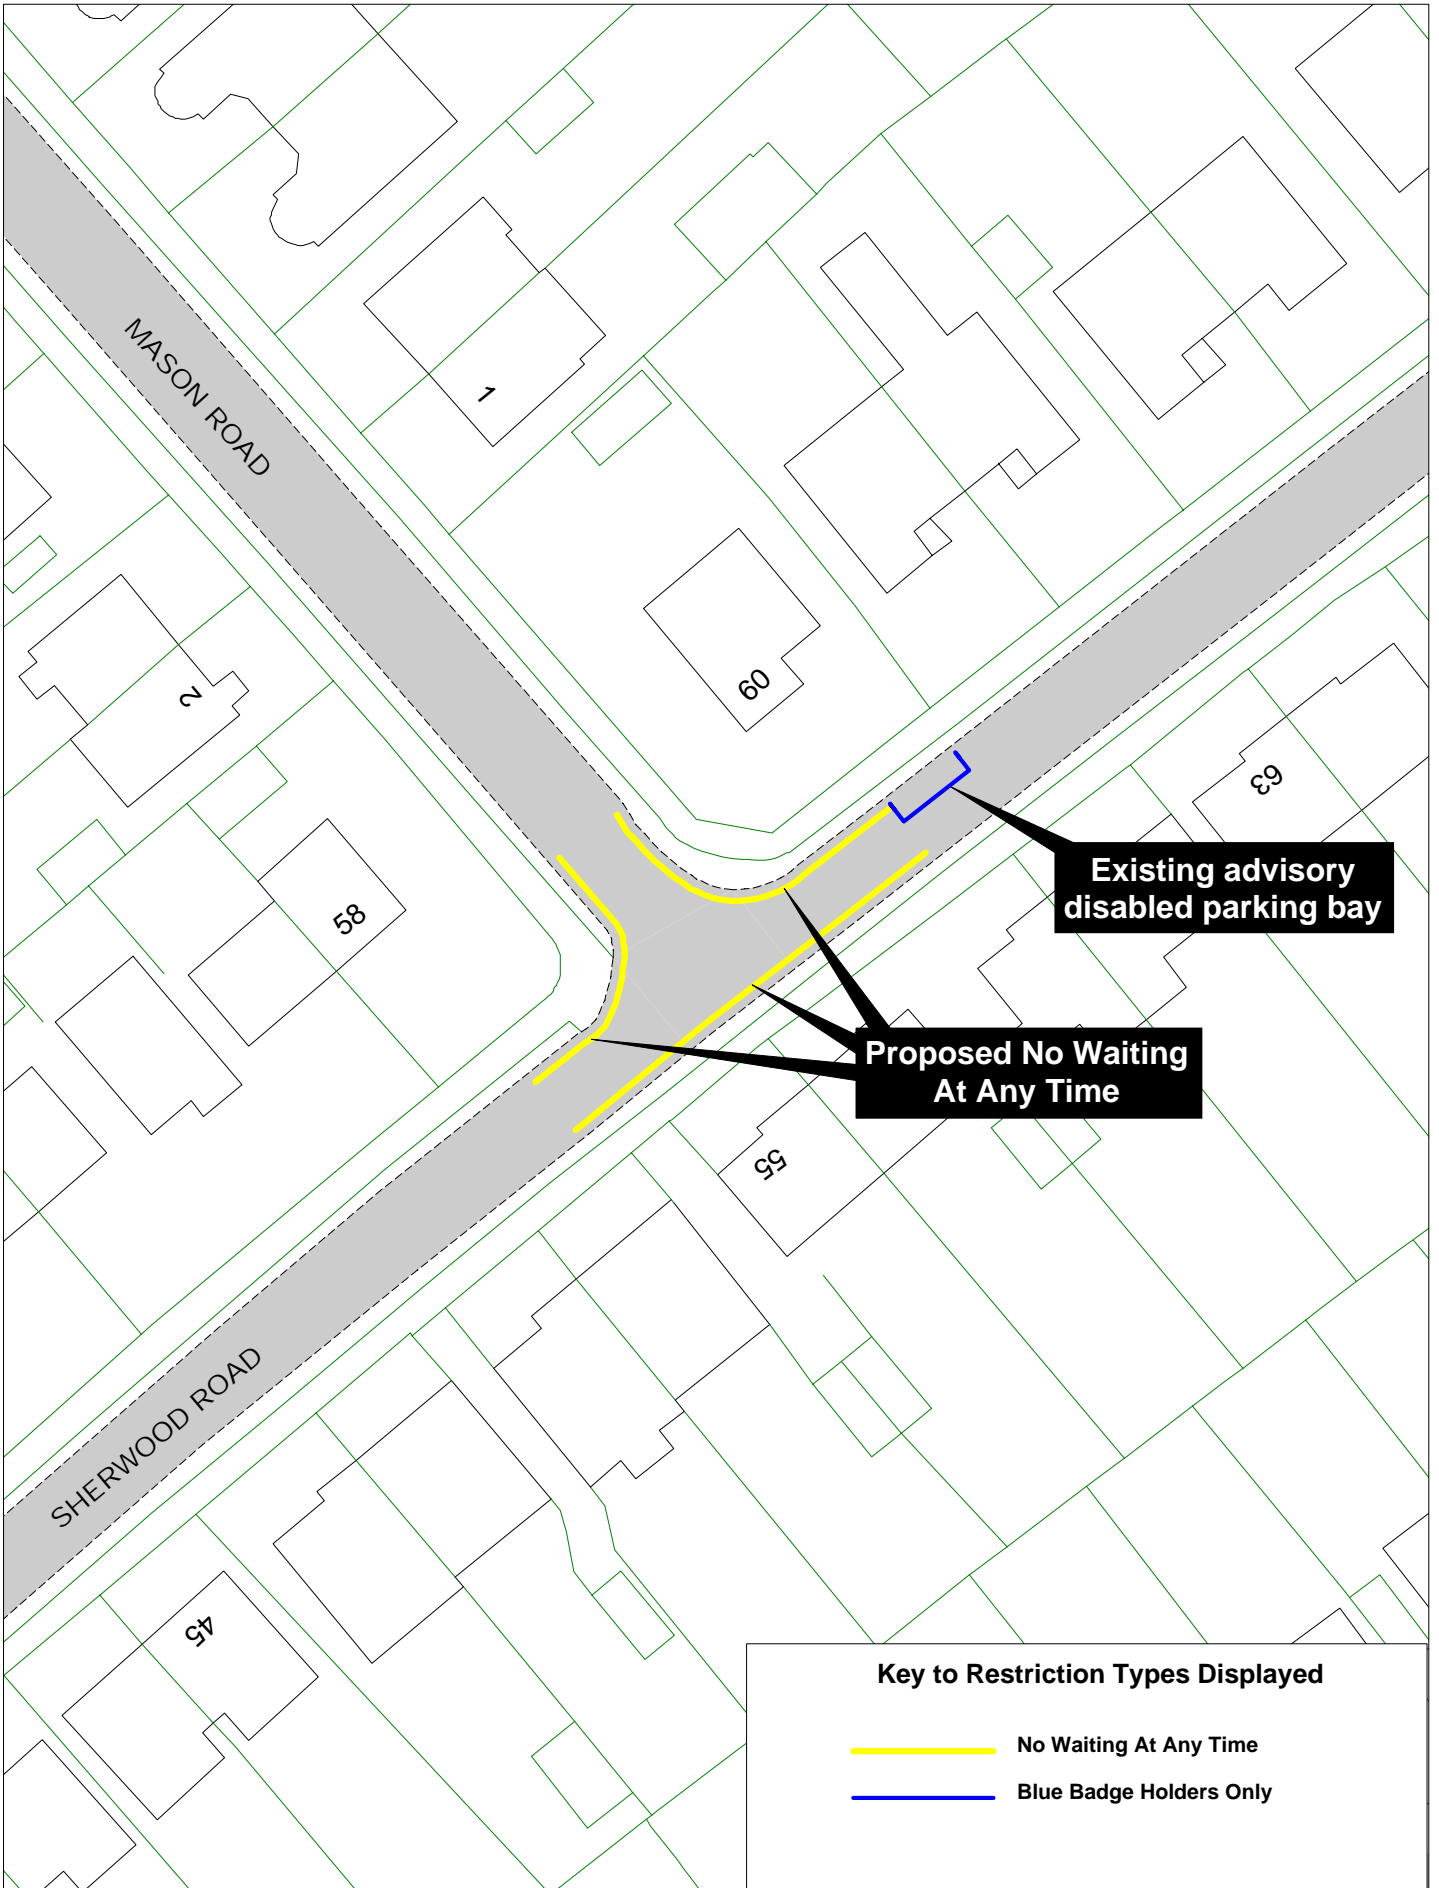 MASON ROAD
1
2
60
63
58
Existing advisory
disabled parking bay
Proposed No Waiting
At Any Time
55
SHERWOOD ROAD
45
Key to Restriction Types Displayed
No Waiting At Any Time
Blue Badge Holders Only